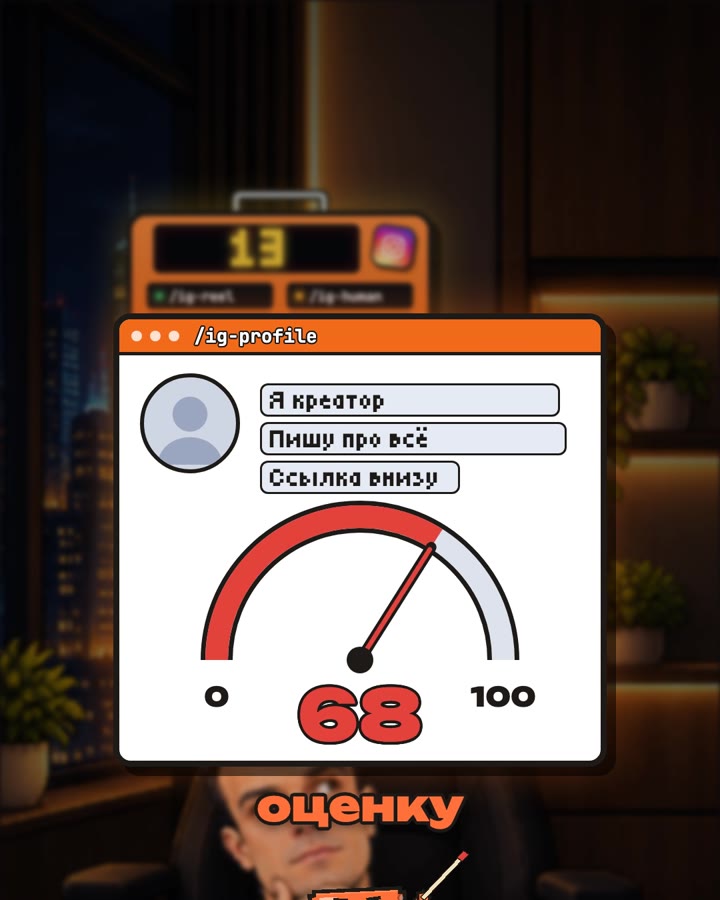 13
/ig-reel
/ig-human
/ig-profile
Я креатор
Пишу про всё
Ссылка внизу
0
100
68
оценку